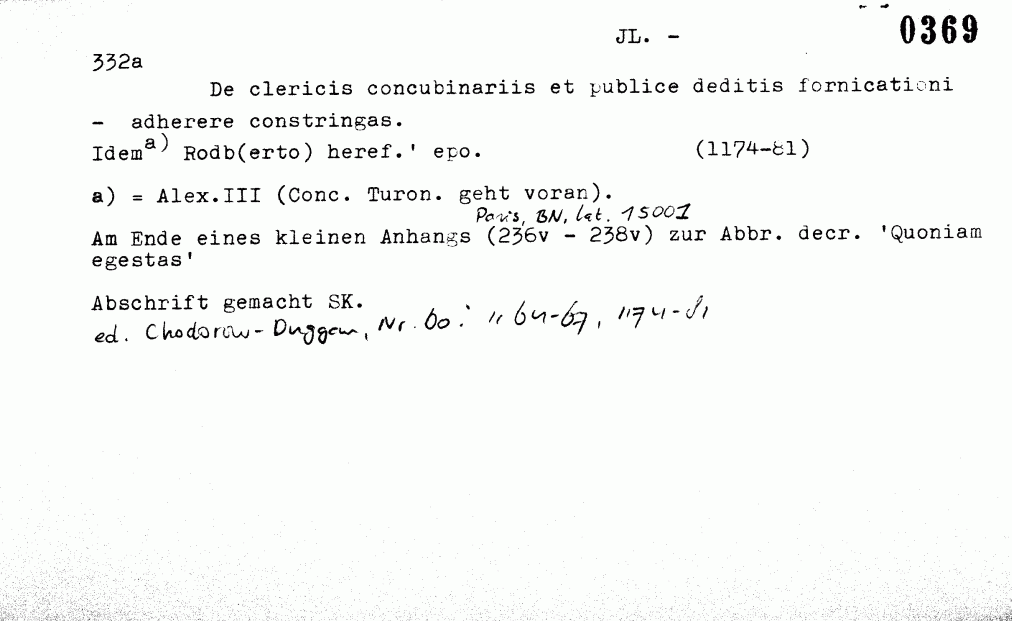 JL. - 0369
332a
De clericis concubinariis et publice deditis fornicationi
- adherere constringas.
Idem a) Rodb(erto) heref.' epo. (1174-81)
a) = Alex.III (Conc. Turon. geht voran).
Paris, BN, lat. 15001
Am Ende eines kleinen Anhangs (236v - 238v) zur Abbr. decr. 'Quoniam
egestas'
Abschrift gemacht SK.
ed. Chodorow-Duggan, Nr. 60: 1164-67, 1174-81